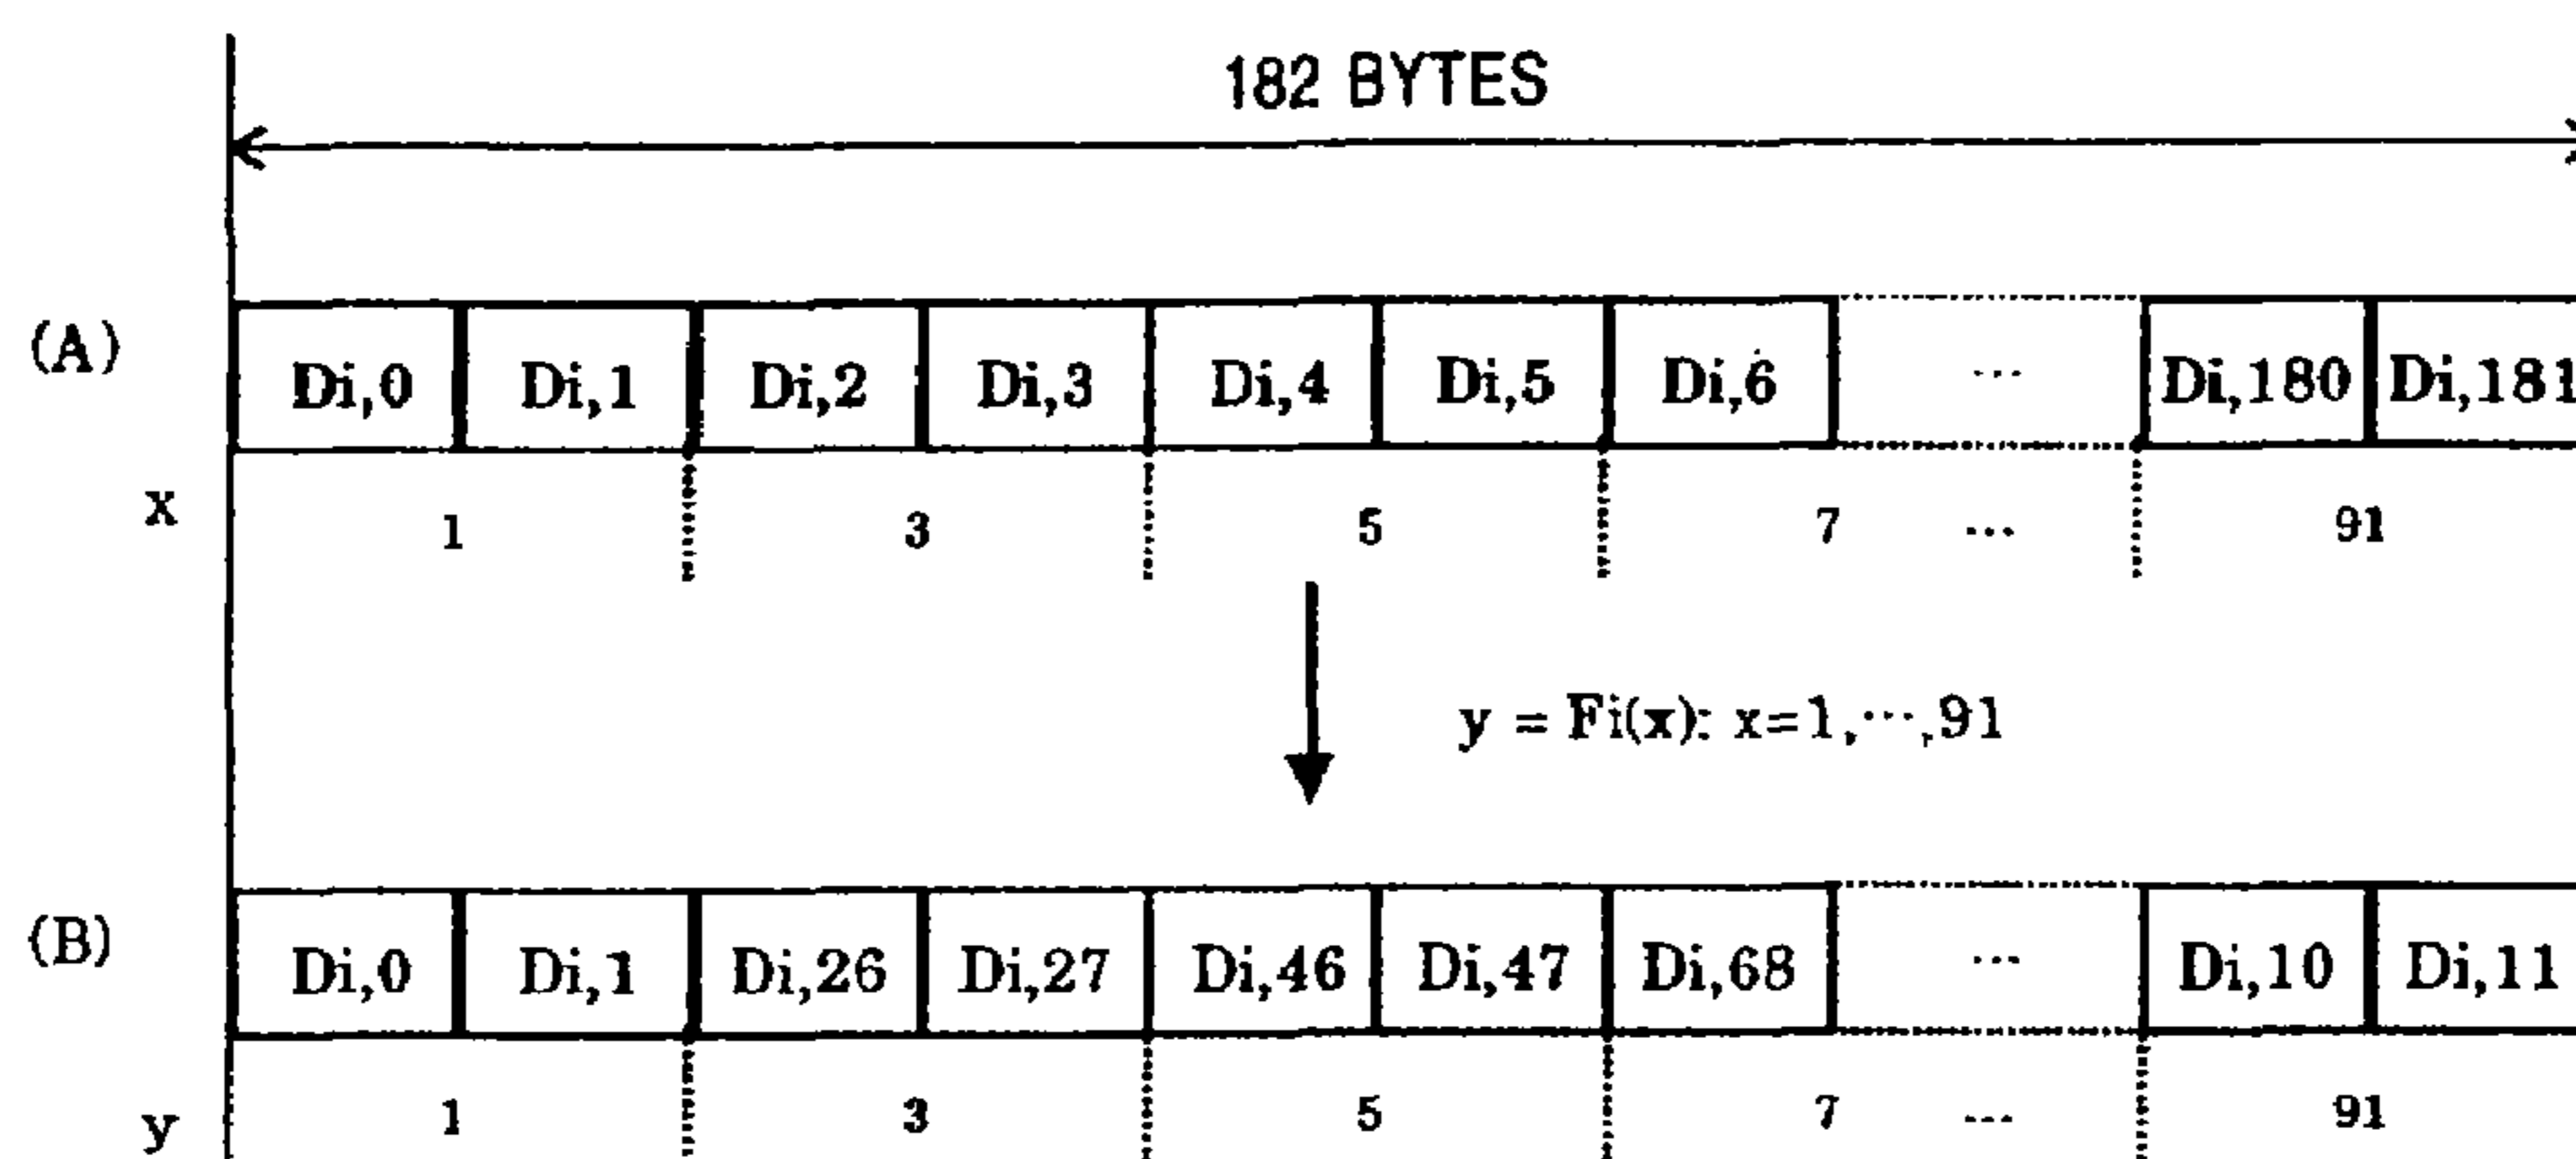 182 BYTES
(A) Di,0 Di,1 Di,2 Di,3 Di,4 Di,5 Di,6 ... Di,180 Di,181
x 1 3 5 7 ... 91
y = Fi(x): x=1,...,91
(B) Di,0 Di,1 Di,26 Di,27 Di,46 Di,47 Di,68 ... Di,10 Di,11
y 1 3 5 7 ... 91